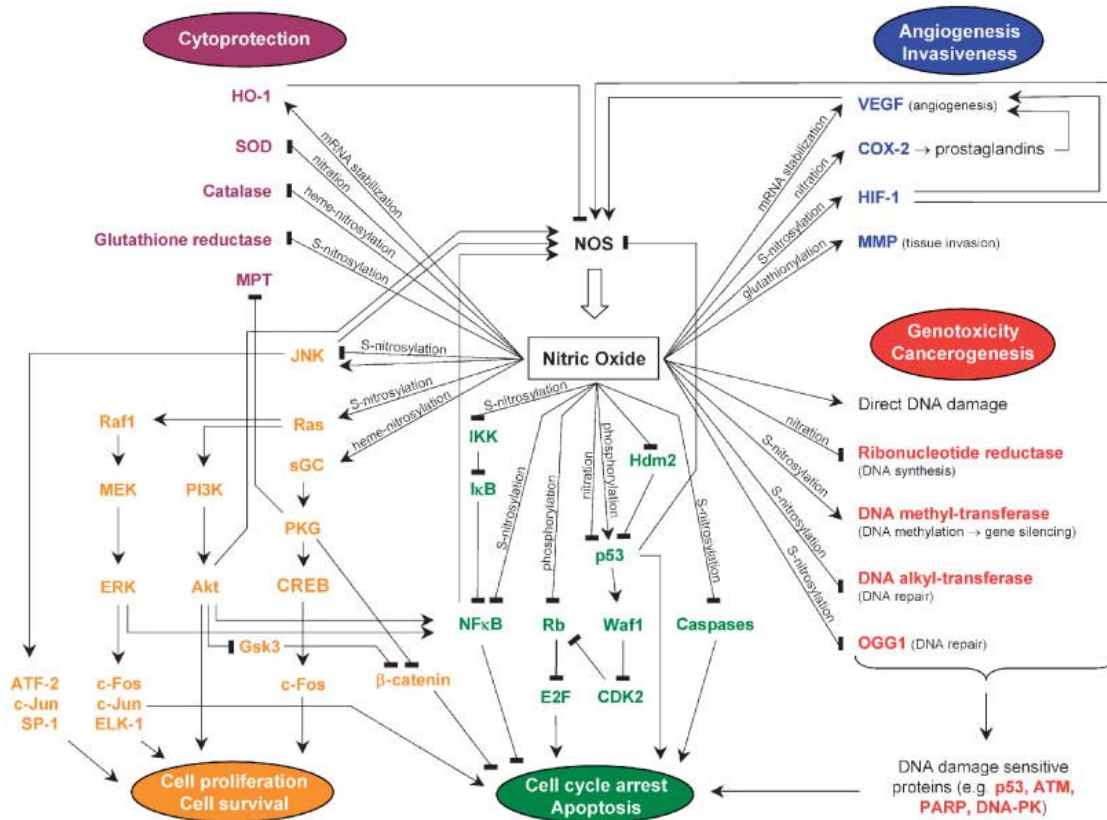 Cytoprotection
HO-1
SOD
Catalase
Glutathione reductase
MPT
mRNA stabilization
nitration
heme-nitrosylation
S-nitrosylation
Angiogenesis
Invasiveness
VEGF (angiogenesis)
COX-2 → prostaglandins
HIF-1
MMP (tissue invasion)
mRNA stabilization
nitration
S-nitrosylation
glutathionylation
NOS
Nitric Oxide
Genotoxicity
Cancerogenesis
Direct DNA damage
nitration
Ribonucleotide reductase
(DNA synthesis)
S-nitrosylation
DNA methyl-transferase
(DNA methylation → gene silencing)
S-nitrosylation
DNA alkyl-transferase
(DNA repair)
S-nitrosylation
OGG1 (DNA repair)
DNA damage sensitive
proteins (e.g. p53, ATM,
PARP, DNA-PK)
JNK
S-nitrosylation
Ras
S-nitrosylation
sGC
heme-nitrosylation
Raf1
MEK
PI3K
PKG
ERK
Akt
CREB
Gsk3
ATF-2
c-Jun
SP-1
c-Fos
c-Jun
ELK-1
c-Fos
β-catenin
Cell proliferation
Cell survival
S-nitrosylation
IKK
IκB
NFκB
S-nitrosylation
phosphorylation
nitration
phosphorylation
Hdm2
p53
S-nitrosylation
Rb
Waf1
Caspases
E2F
CDK2
Cell cycle arrest
Apoptosis